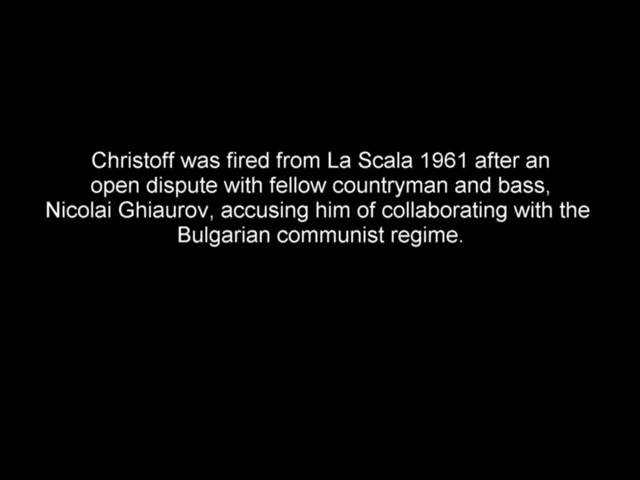 Christoff was fired from La Scala 1961 after an
open dispute with fellow countryman and bass,
Nicolai Ghiaurov, accusing him of collaborating with the
Bulgarian communist regime.